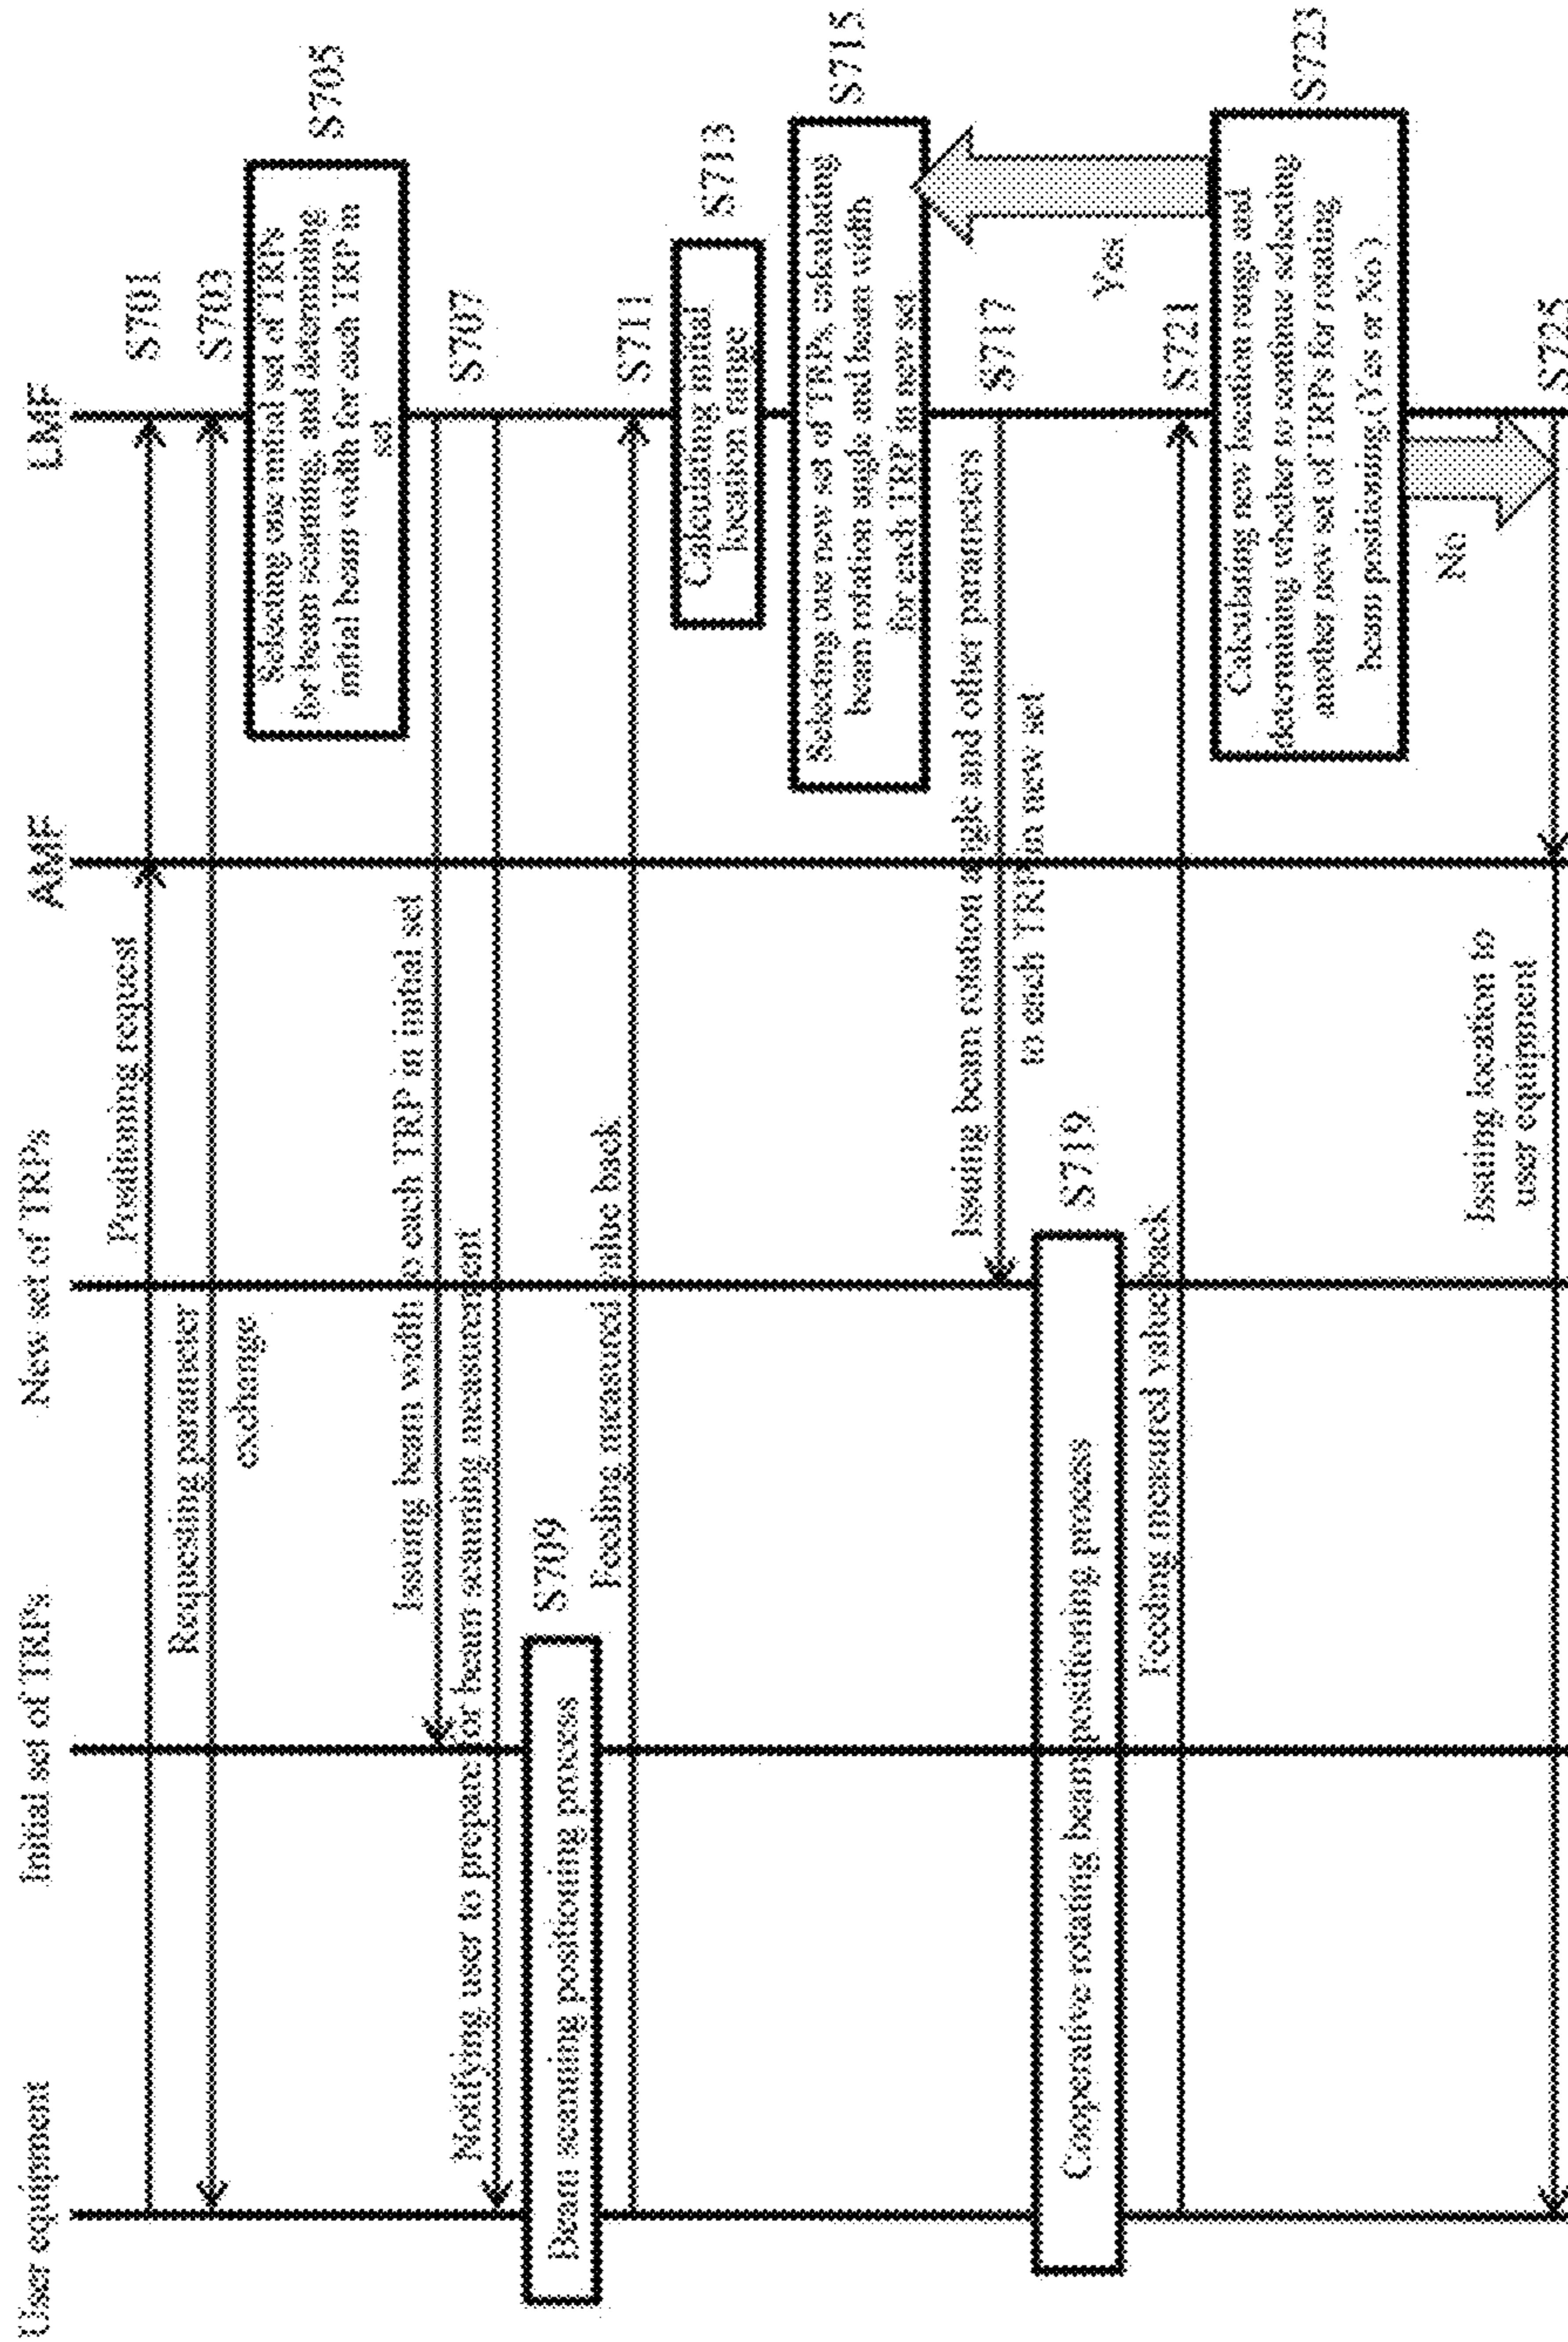 User equipment
Initial set of TRPs
New set of TRPs
AMF
LMF
Positioning request
S701
Requesting parameter
exchange
S703
Selecting one initial set of TRPs
for beam scanning, and determining
initial beam width for each TRP in
set
S705
Issuing beam width to each TRP in initial set
S707
Notifying user to prepare for beam scanning measurement
Beam scanning positioning process
S709
Feeding measured value back
S711
Calculating initial
location range
S713
Selecting one new set of TRPs, calculating
beam rotation angle and beam width
for each TRP in new set
S715
Issuing beam rotation angle and other parameters
to each TRP in new set
S717
Cooperative rotating beam positioning process
S719
Feeding measured value back
S721
Calculating new location range and
determining whether to continue selecting
another new set of TRPs for rotating
beam positioning (Yes or No)
S723
Yes
No
Issuing location to
user equipment
S725